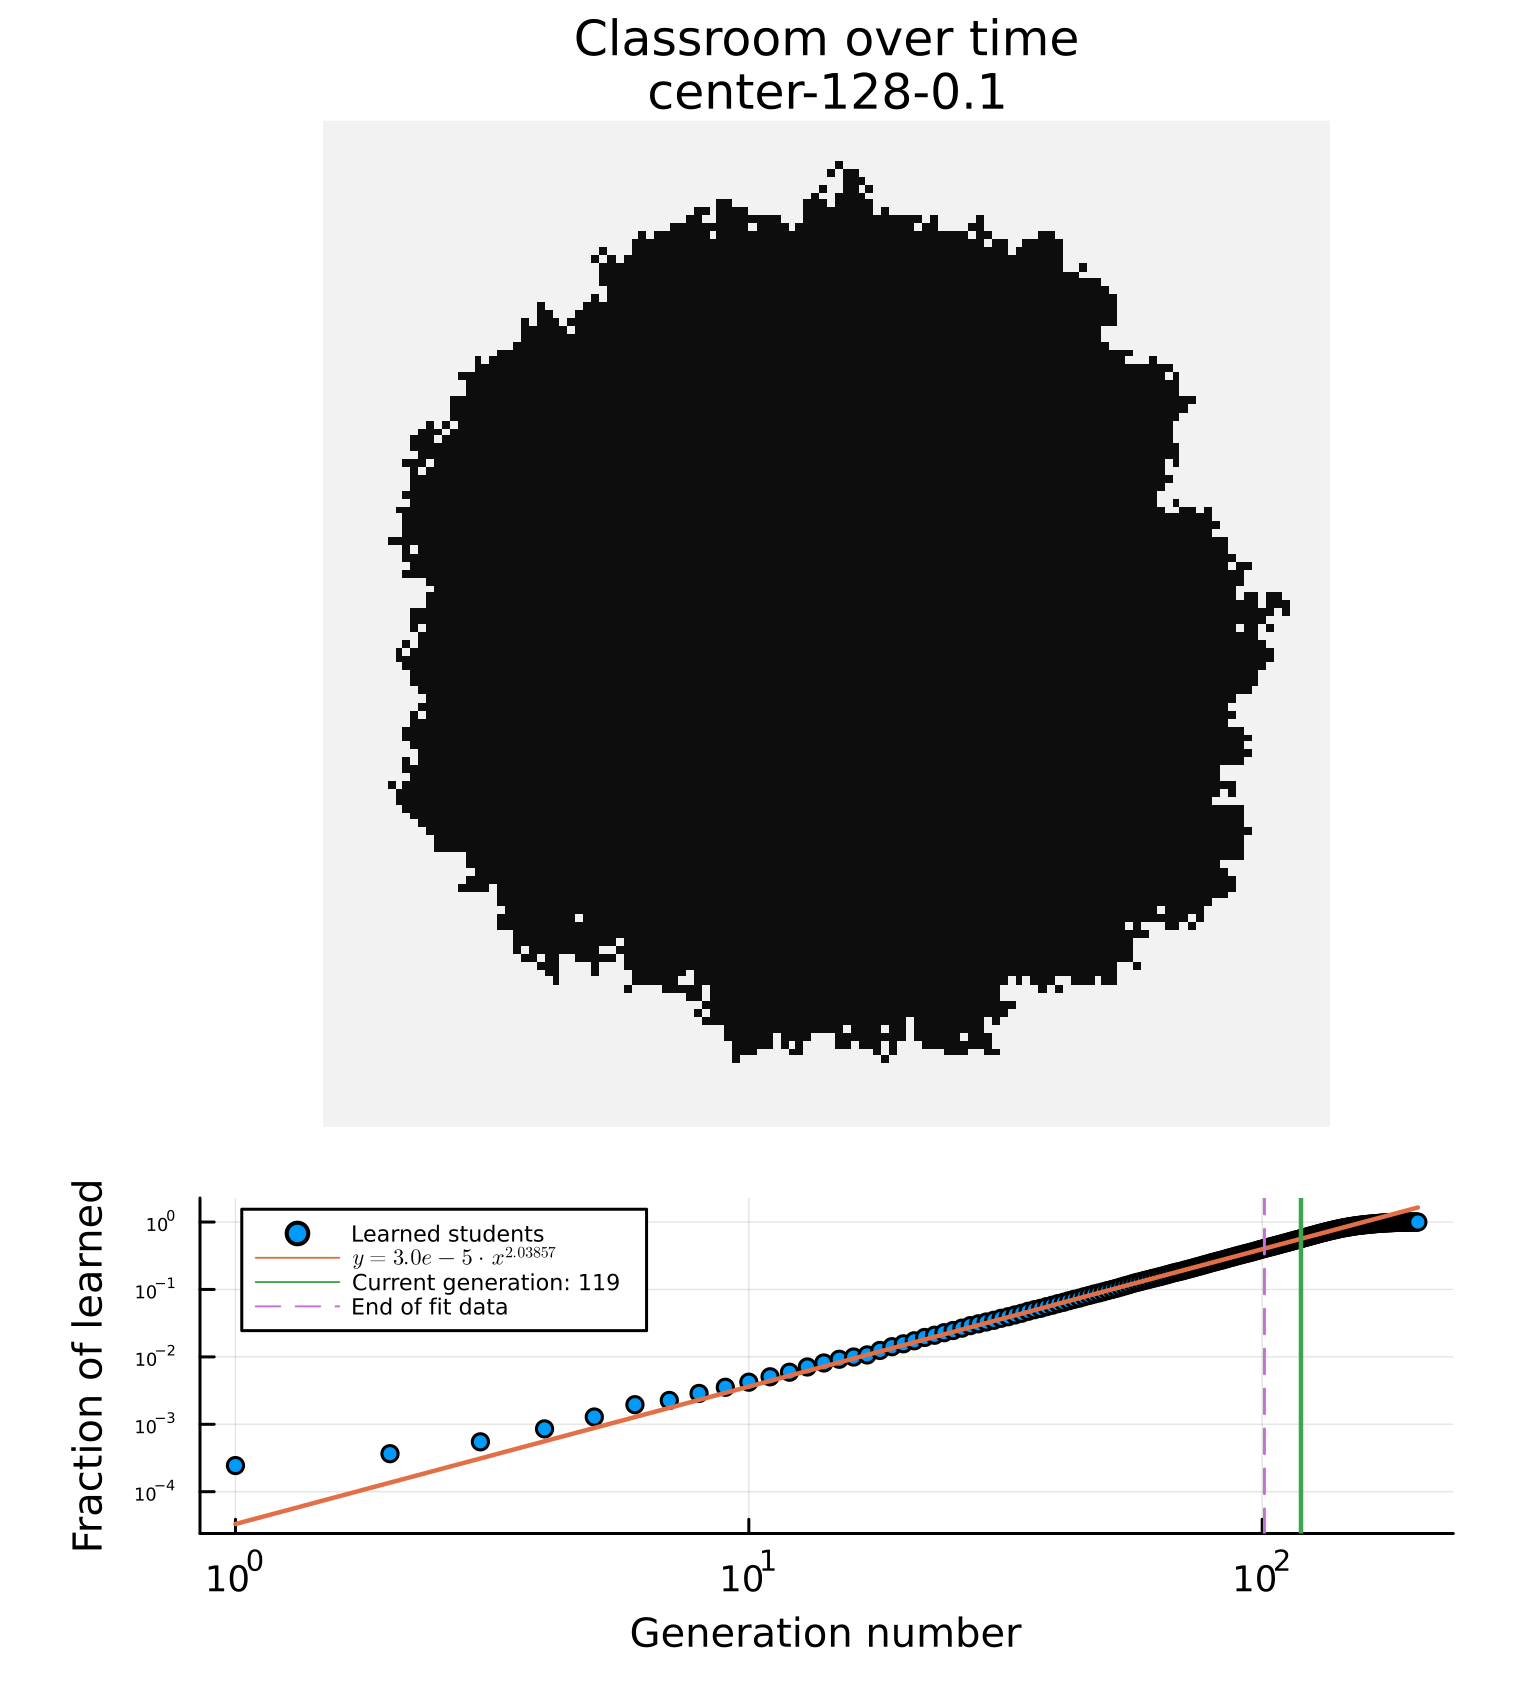 Classroom over time
center-128-0.1
Fraction of learned
10^0
10^-1
10^-2
10^-3
10^-4
Learned students
y = 3.0e − 5 · x^2.03857
Current generation: 119
End of fit data
10^0 10^1 10^2
Generation number